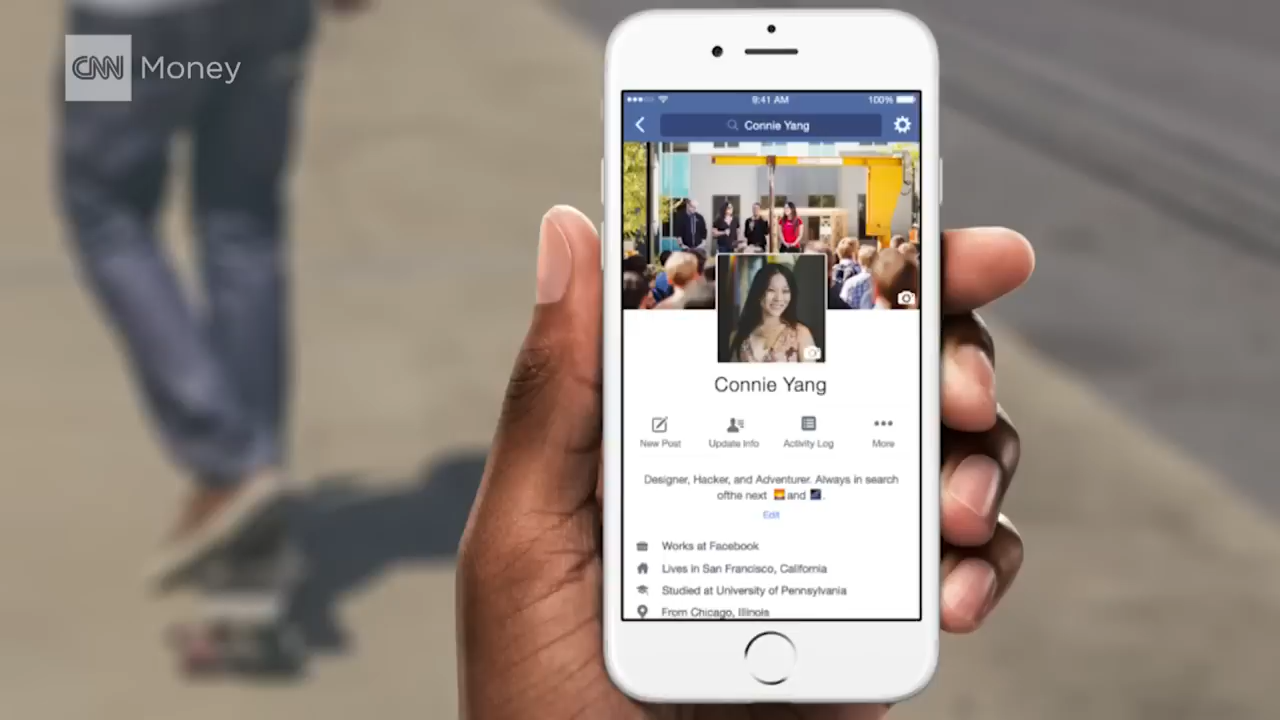 CNN Money
9:41 AM 100%
Connie Yang
Connie Yang
New Post Update Info Activity Log More
Designer, Hacker, and Adventurer. Always in search
ofthe next 🌅 and 🌌.
Edit
Works at Facebook
Lives in San Francisco, California
Studied at University of Pennsylvania
From Chicago, Illinois